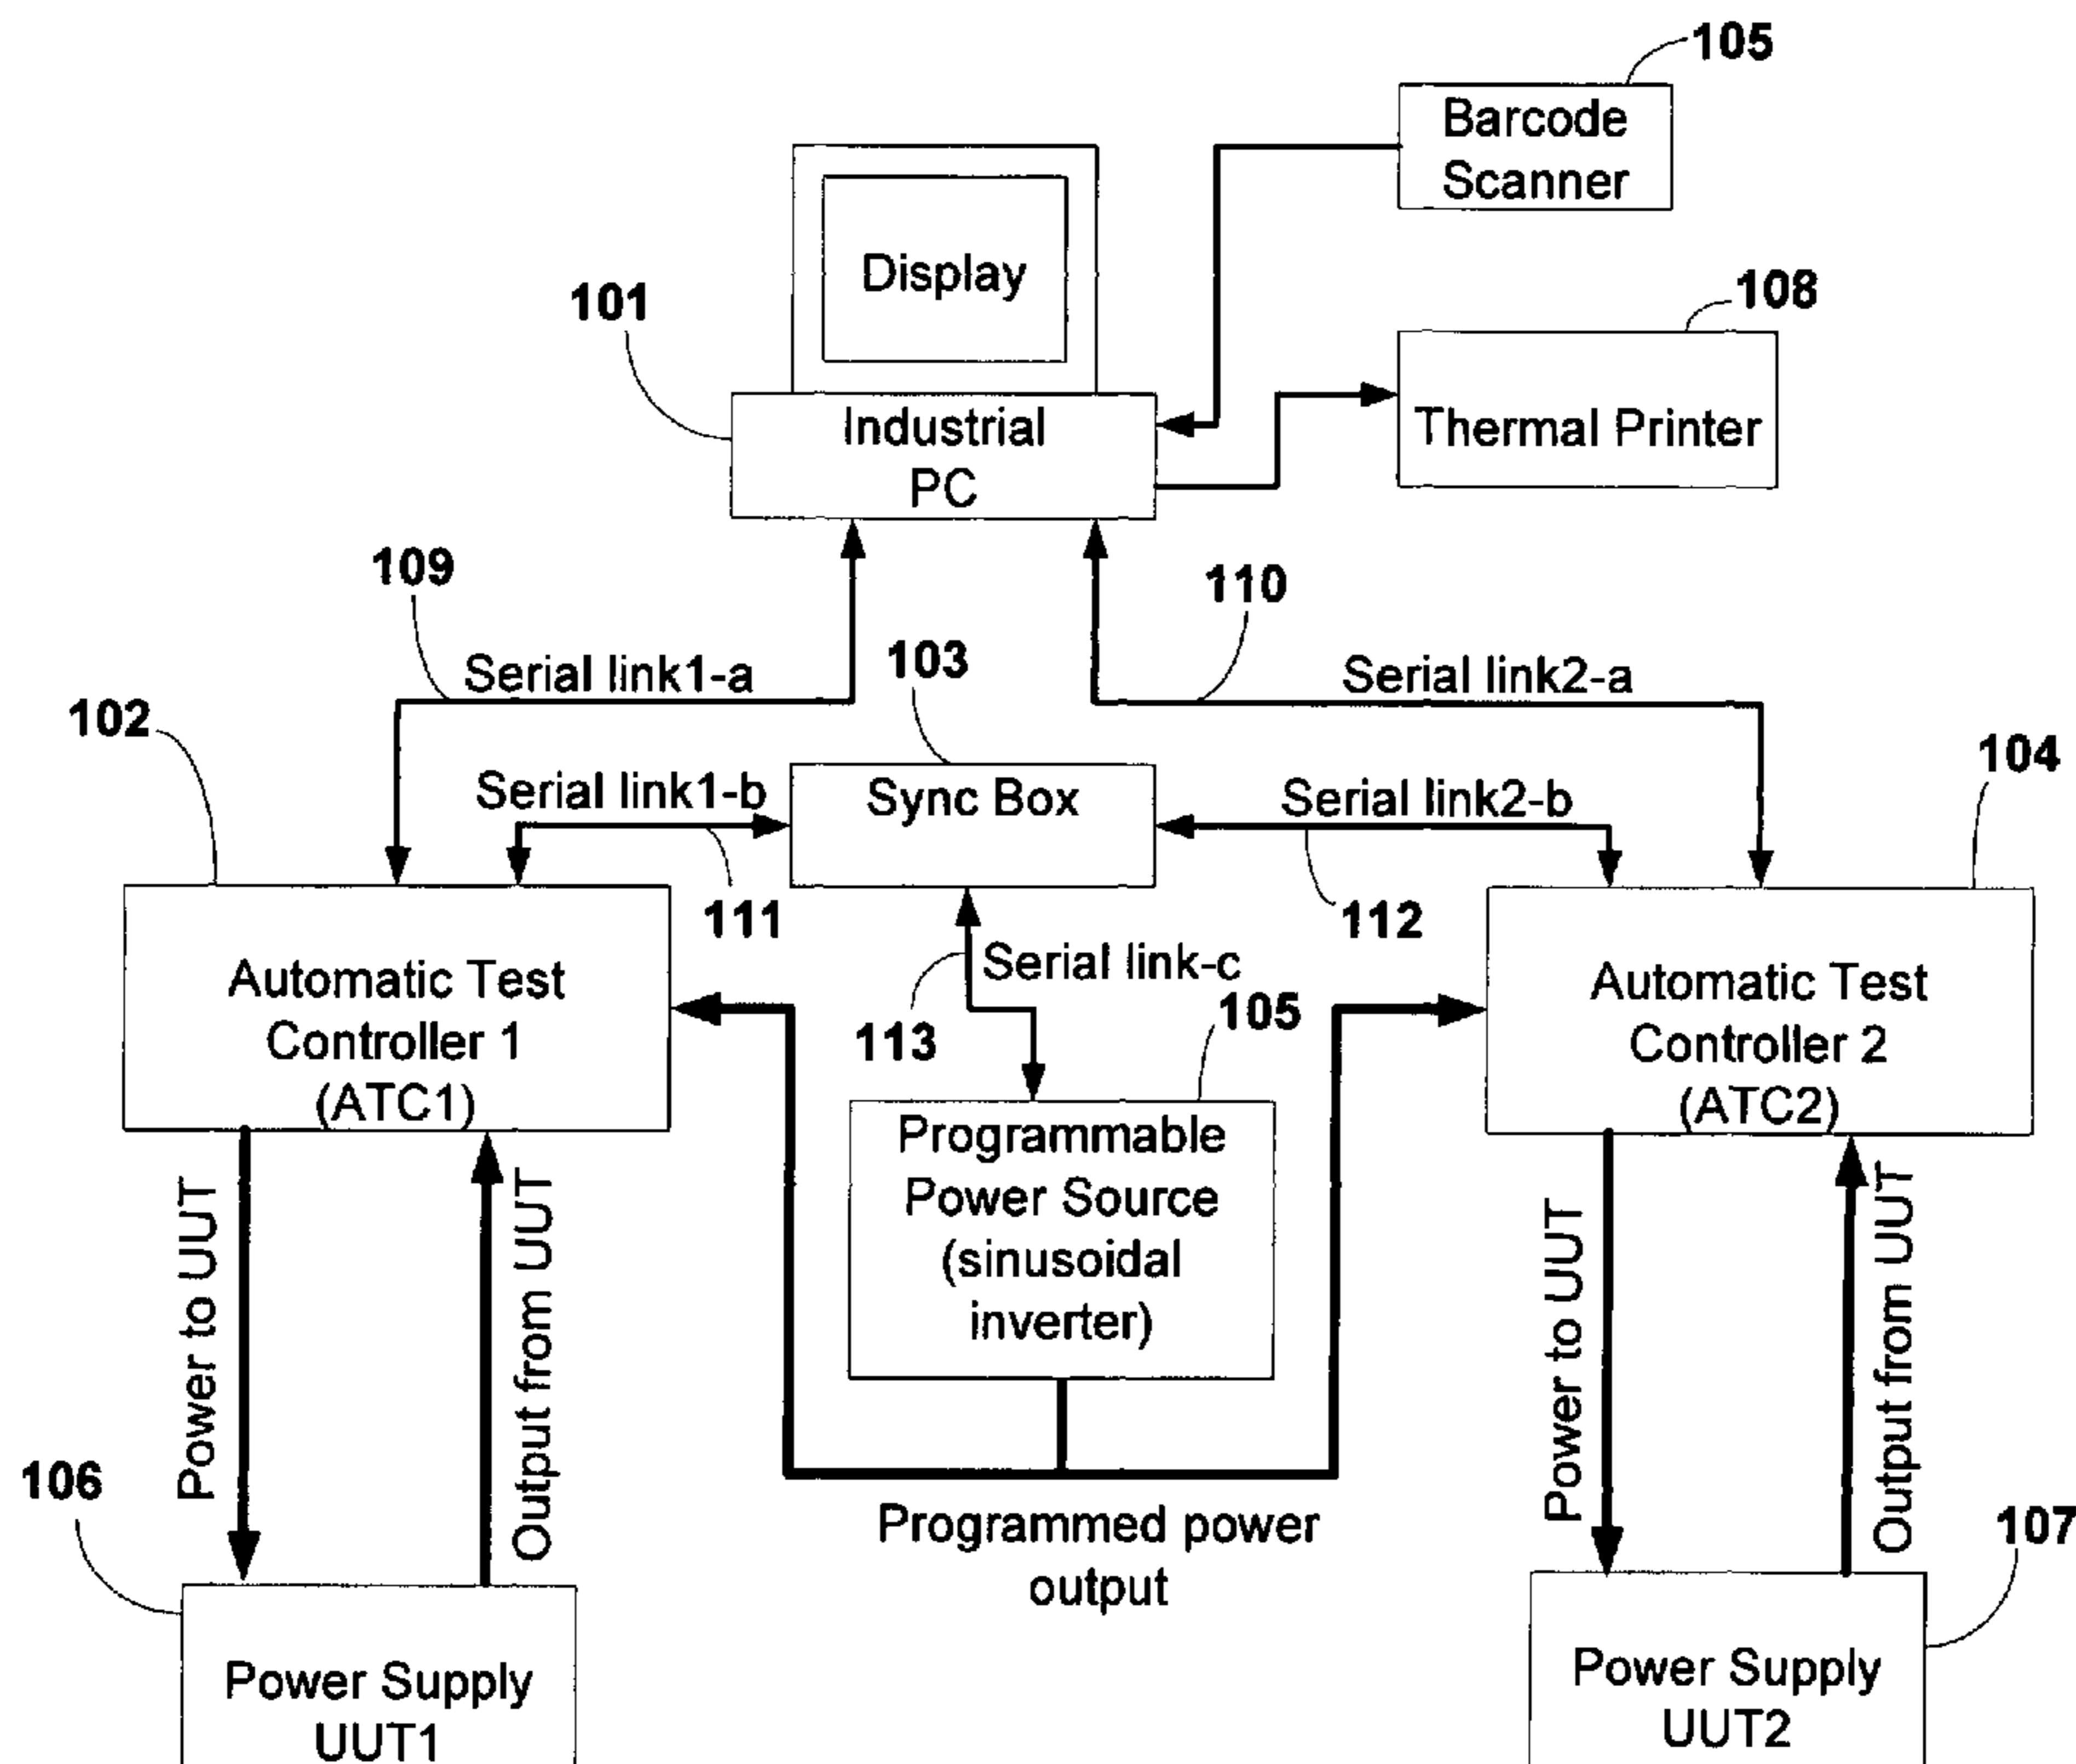 105
Barcode
Scanner
Display
101
108
Industrial
PC
Thermal Printer
109
110
Serial link1-a
103
Serial link2-a
102
104
Serial link1-b
Sync Box
Serial link2-b
111
112
Automatic Test
Controller 1
(ATC1)
Serial link-c
113
105
Automatic Test
Controller 2
(ATC2)
Programmable
Power Source
(sinusoidal
inverter)
Power to UUT
Output from UUT
Power to UUT
Output from UUT
106
Programmed power
output
107
Power Supply
UUT1
Power Supply
UUT2